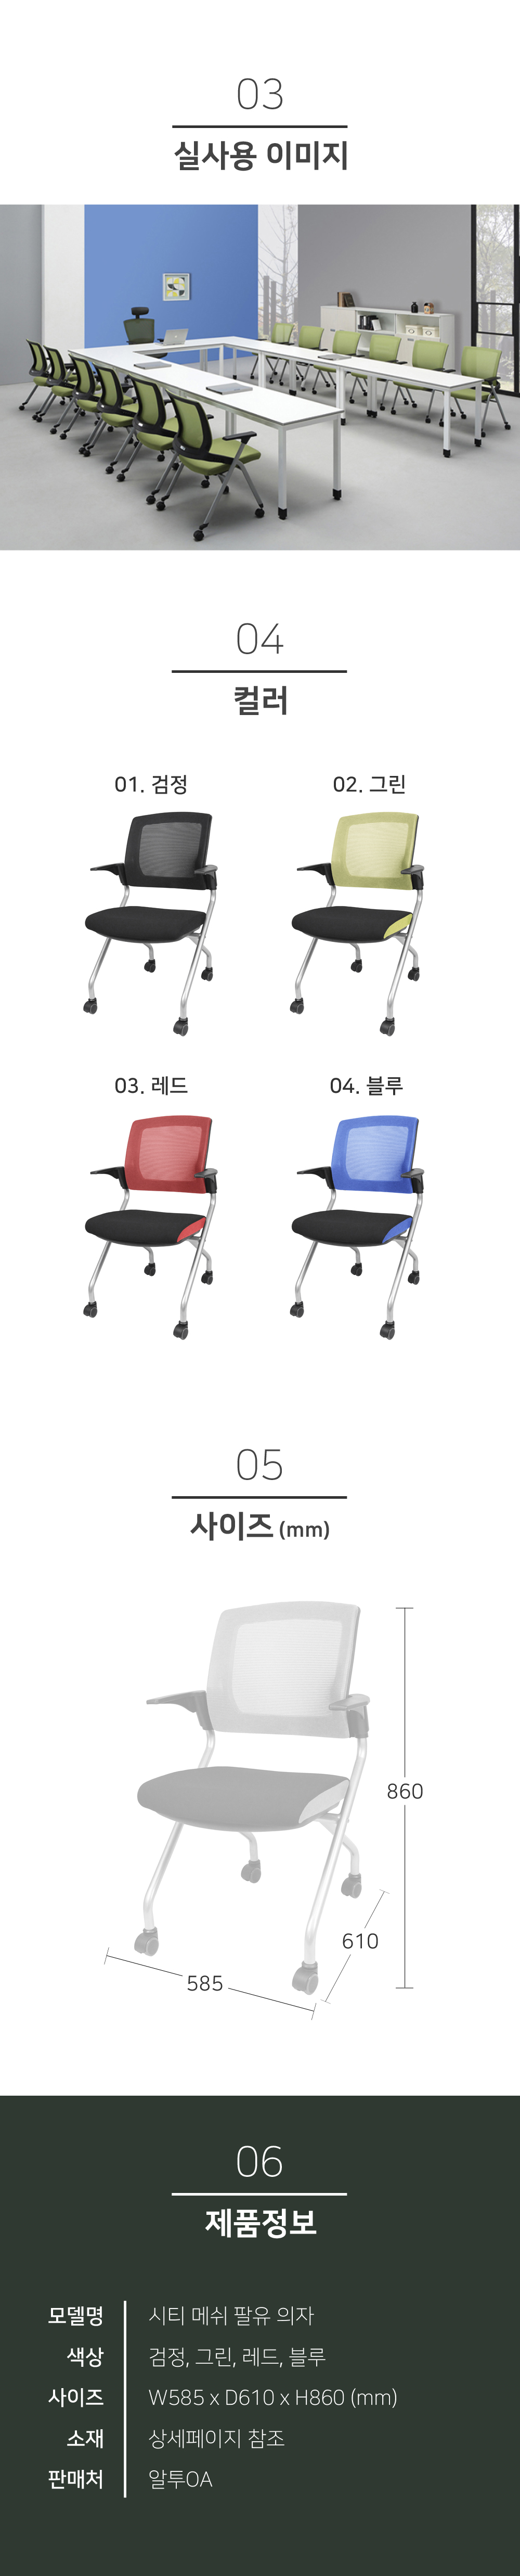 03
실사용 이미지
04
컬러
01. 검정
02. 그린
03. 레드
04. 블루
05
사이즈 (mm)
860
610
585
06
제품정보
모델명 시티 메쉬 팔유 의자
색상 검정, 그린, 레드, 블루
사이즈 W585 x D610 x H860 (mm)
소재 상세페이지 참조
판매처 알투OA